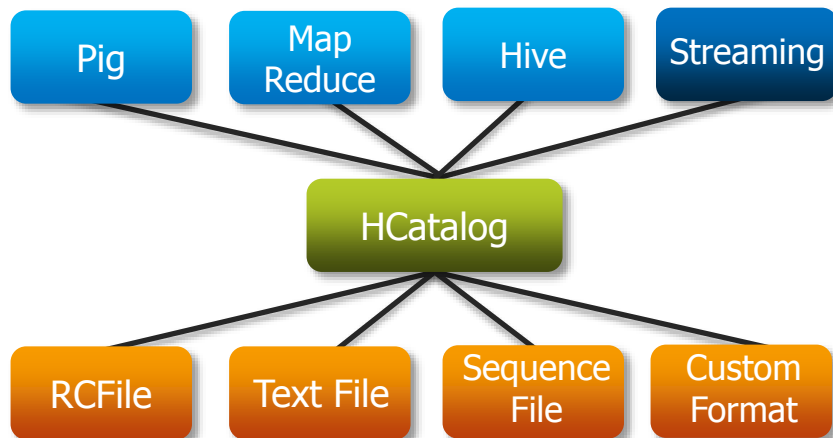 Pig
Map
Reduce
Hive
Streaming
HCatalog
RCFile
Text File
Sequence
File
Custom
Format